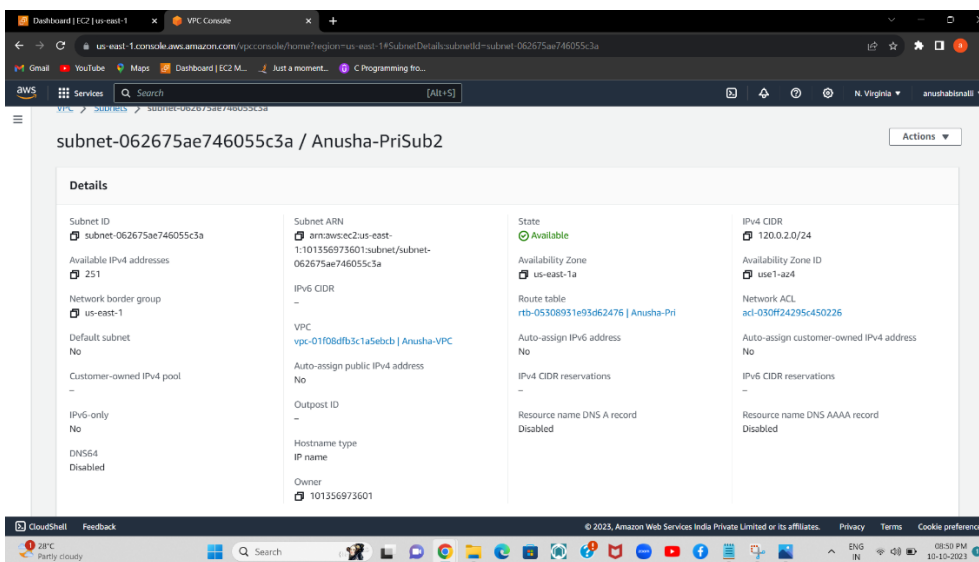 Dashboard | EC2 | us-east-1
VPC Console
us-east-1.console.aws.amazon.com/vpcconsole/home?region=us-east-1#SubnetDetails:subnetId=subnet-062675ae746055c3a
Gmail YouTube Maps Dashboard | EC2 M... Just a moment... C Programming fro...
aws Services Search [Alt+S] N. Virginia anushabisnalli
VPC > Subnets > subnet-062675ae746055c3a
subnet-062675ae746055c3a / Anusha-PriSub2
Actions
Details
Subnet ID
subnet-062675ae746055c3a
Available IPv4 addresses
251
Network border group
us-east-1
Default subnet
No
Customer-owned IPv4 pool
–
IPv6-only
No
DNS64
Disabled
Subnet ARN
arn:aws:ec2:us-east-
1:101356973601:subnet/subnet-
062675ae746055c3a
IPv6 CIDR
–
VPC
vpc-01f08dfb3c1a5ebcb | Anusha-VPC
Auto-assign public IPv4 address
No
Outpost ID
–
Hostname type
IP name
Owner
101356973601
State
Available
Availability Zone
us-east-1a
Route table
rtb-05308931e93d62476 | Anusha-Pri
Auto-assign IPv6 address
No
IPv4 CIDR reservations
–
Resource name DNS A record
Disabled
IPv4 CIDR
120.0.2.0/24
Availability Zone ID
use1-az4
Network ACL
acl-030ff24295c450226
Auto-assign customer-owned IPv4 address
No
IPv6 CIDR reservations
–
Resource name DNS AAAA record
Disabled
CloudShell Feedback © 2023, Amazon Web Services India Private Limited or its affiliates. Privacy Terms Cookie preference
28°C
Partly cloudy
Search
ENG
IN
08:50 PM
10-10-2023